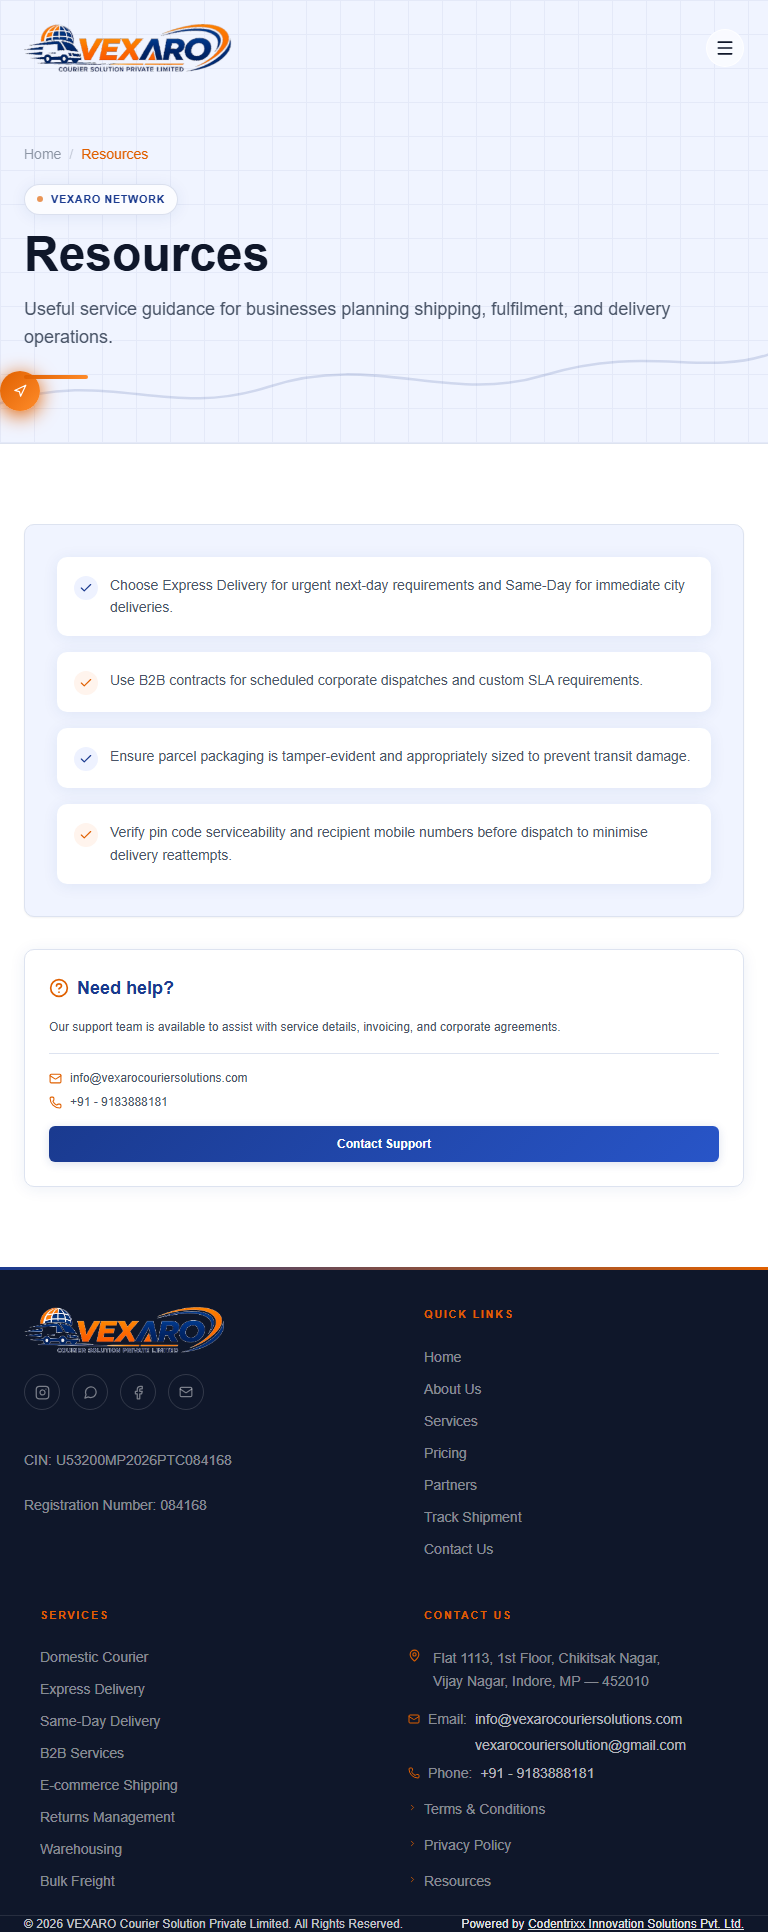 VEXARO
COURIER SOLUTION PRIVATE LIMITED
Home / Resources
VEXARO NETWORK
Resources
Useful service guidance for businesses planning shipping, fulfilment, and delivery
operations.
Choose Express Delivery for urgent next-day requirements and Same-Day for immediate city
deliveries.
Use B2B contracts for scheduled corporate dispatches and custom SLA requirements.
Ensure parcel packaging is tamper-evident and appropriately sized to prevent transit damage.
Verify pin code serviceability and recipient mobile numbers before dispatch to minimise
delivery reattempts.
Need help?
Our support team is available to assist with service details, invoicing, and corporate agreements.
info@vexarocouriersolutions.com
+91 - 9183888181
Contact Support
VEXARO
COURIER SOLUTION PRIVATE LIMITED
CIN: U53200MP2026PTC084168
Registration Number: 084168
QUICK LINKS
Home
About Us
Services
Pricing
Partners
Track Shipment
Contact Us
SERVICES
Domestic Courier
Express Delivery
Same-Day Delivery
B2B Services
E-commerce Shipping
Returns Management
Warehousing
Bulk Freight
CONTACT US
Flat 1113, 1st Floor, Chikitsak Nagar,
Vijay Nagar, Indore, MP — 452010
Email: info@vexarocouriersolutions.com
vexarocouriersolution@gmail.com
Phone: +91 - 9183888181
Terms & Conditions
Privacy Policy
Resources
© 2026 VEXARO Courier Solution Private Limited. All Rights Reserved.
Powered by Codentrixx Innovation Solutions Pvt. Ltd.